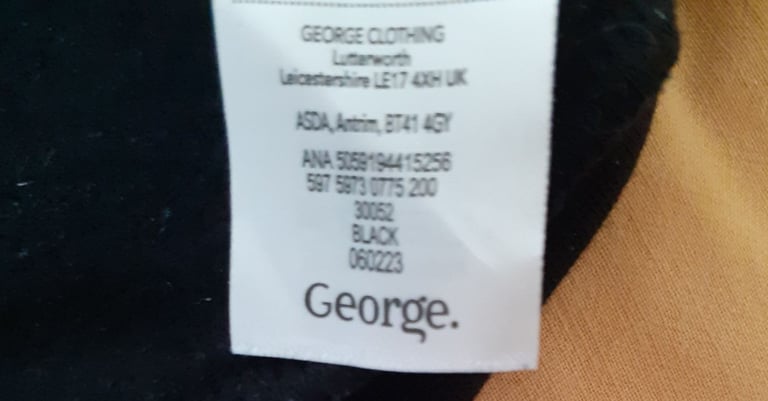 GEORGE CLOTHING
Lutterworth
Leicestershire LE17 4XH UK
ASDA, Antrim, BT41 4GY
ANA 5059194415256
597 5973 0775 200
30052
BLACK
060223
George.